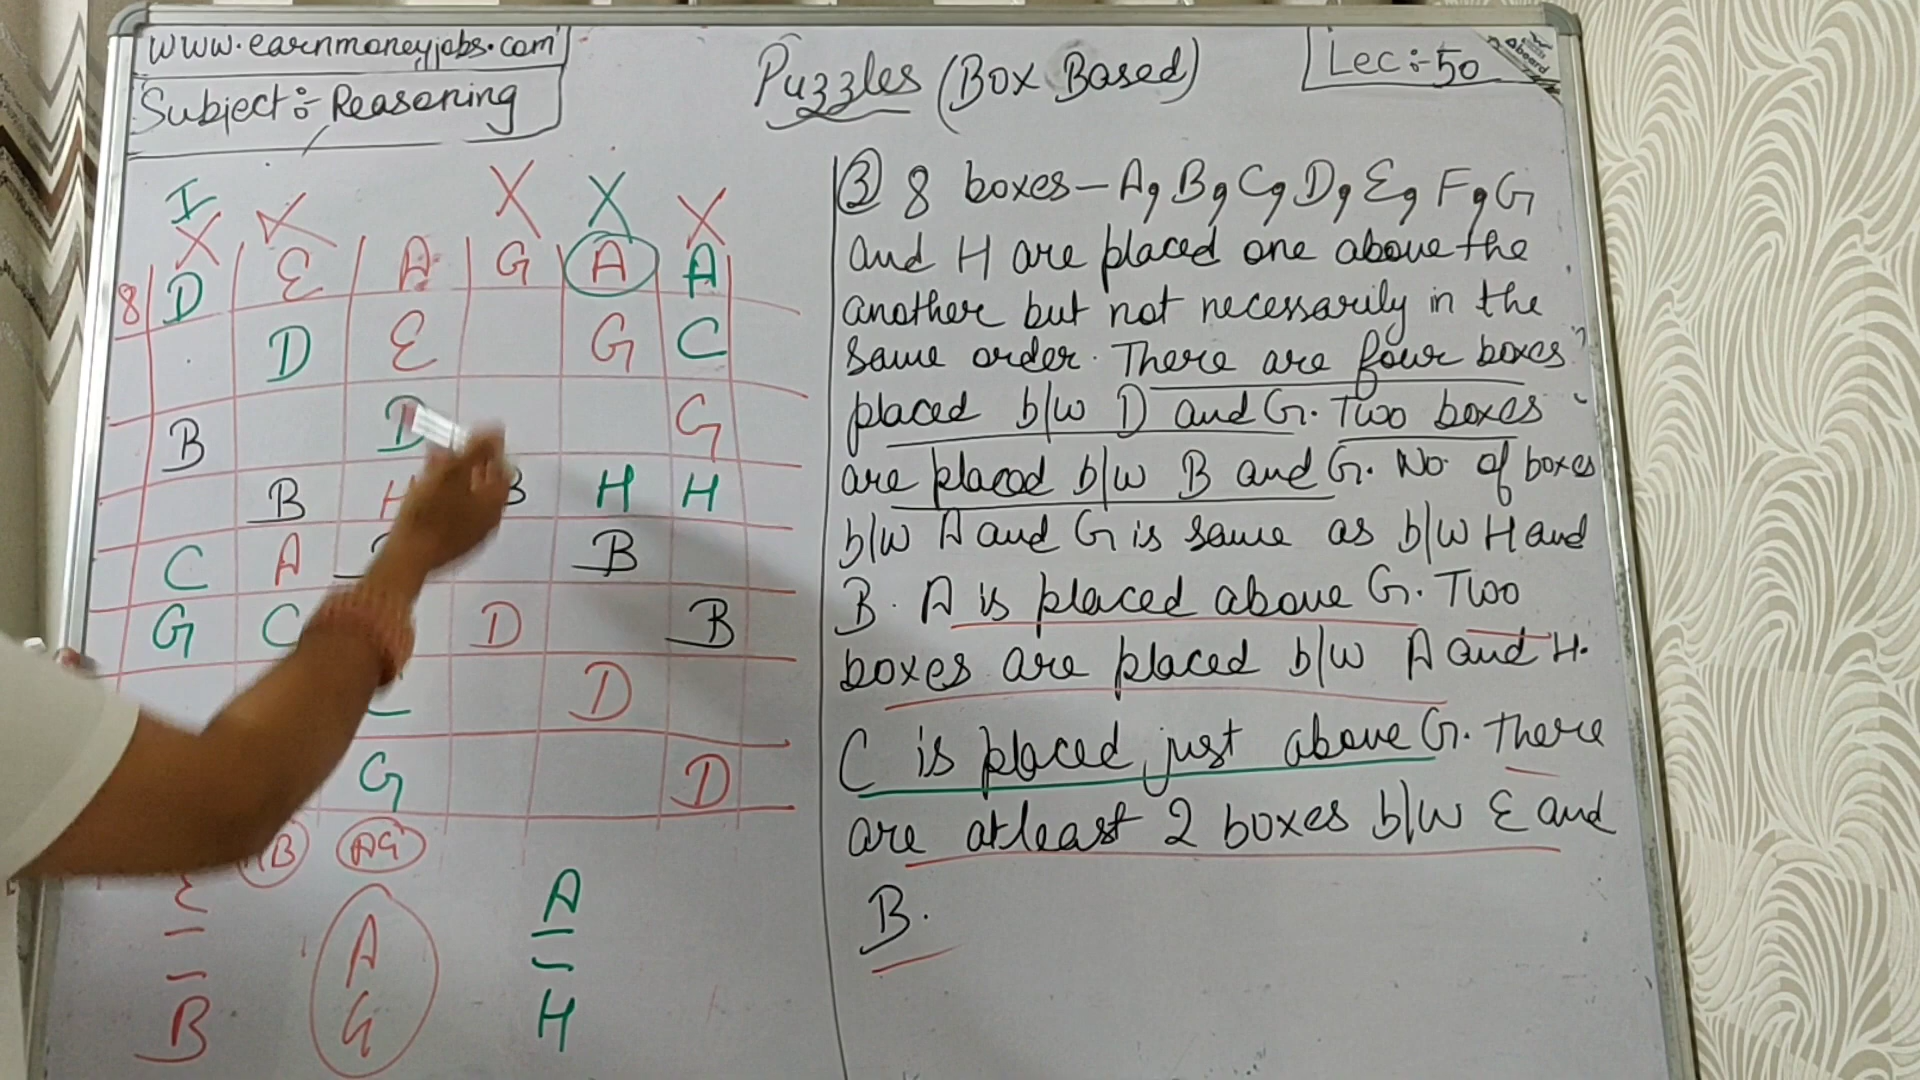 www.earnmoneyjobs.com
Subject :- Reasoning
Puzzles (Box Based)
Lec :- 50
Aboard
I
8 D E A G A A
D E G C
B D G
B H B H H
C A B
G C D B
D
G D
B AG
E A
A
G H
B
③ 8 boxes - A, B, C, D, E, F, G
and H are placed one above the
another but not necessarily in the
same order. There are four boxes
placed b/w D and G. Two boxes
are placed b/w B and G. No. of boxes
b/w A and G is same as b/w H and
B. A is placed above G. Two
boxes are placed b/w A and H.
C is placed just above G. There
are atleast 2 boxes b/w E and
B.